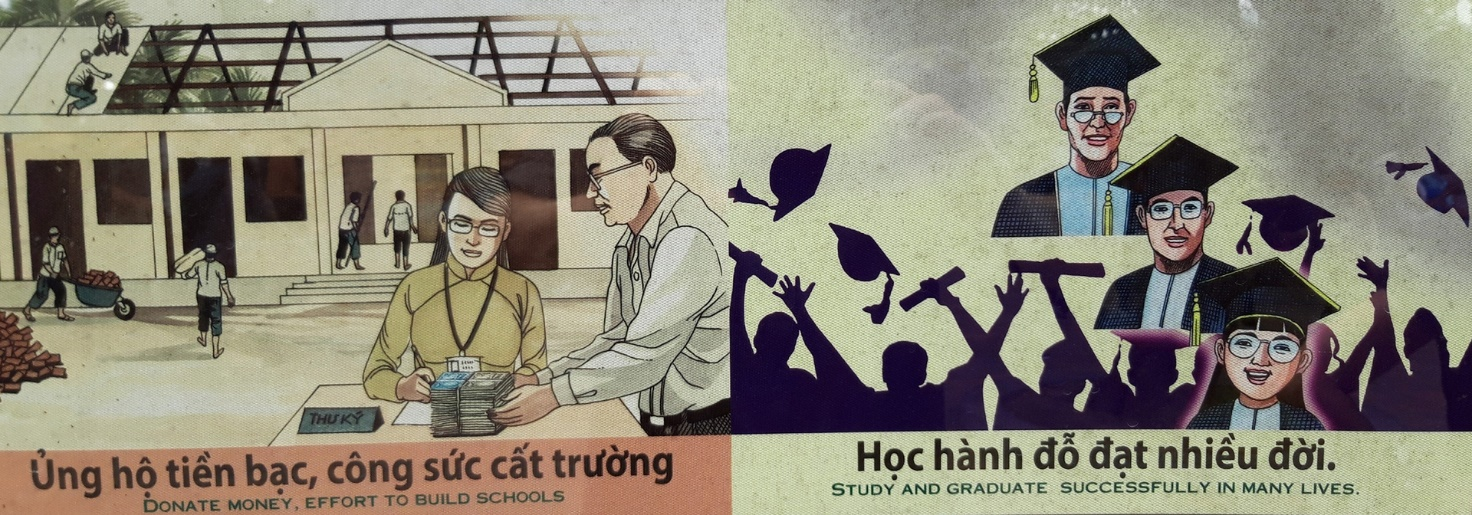 THƯ KÝ
Ủng hộ tiền bạc, công sức cất trường
DONATE MONEY, EFFORT TO BUILD SCHOOLS
Học hành đỗ đạt nhiều đời.
STUDY AND GRADUATE SUCCESSFULLY IN MANY LIVES.